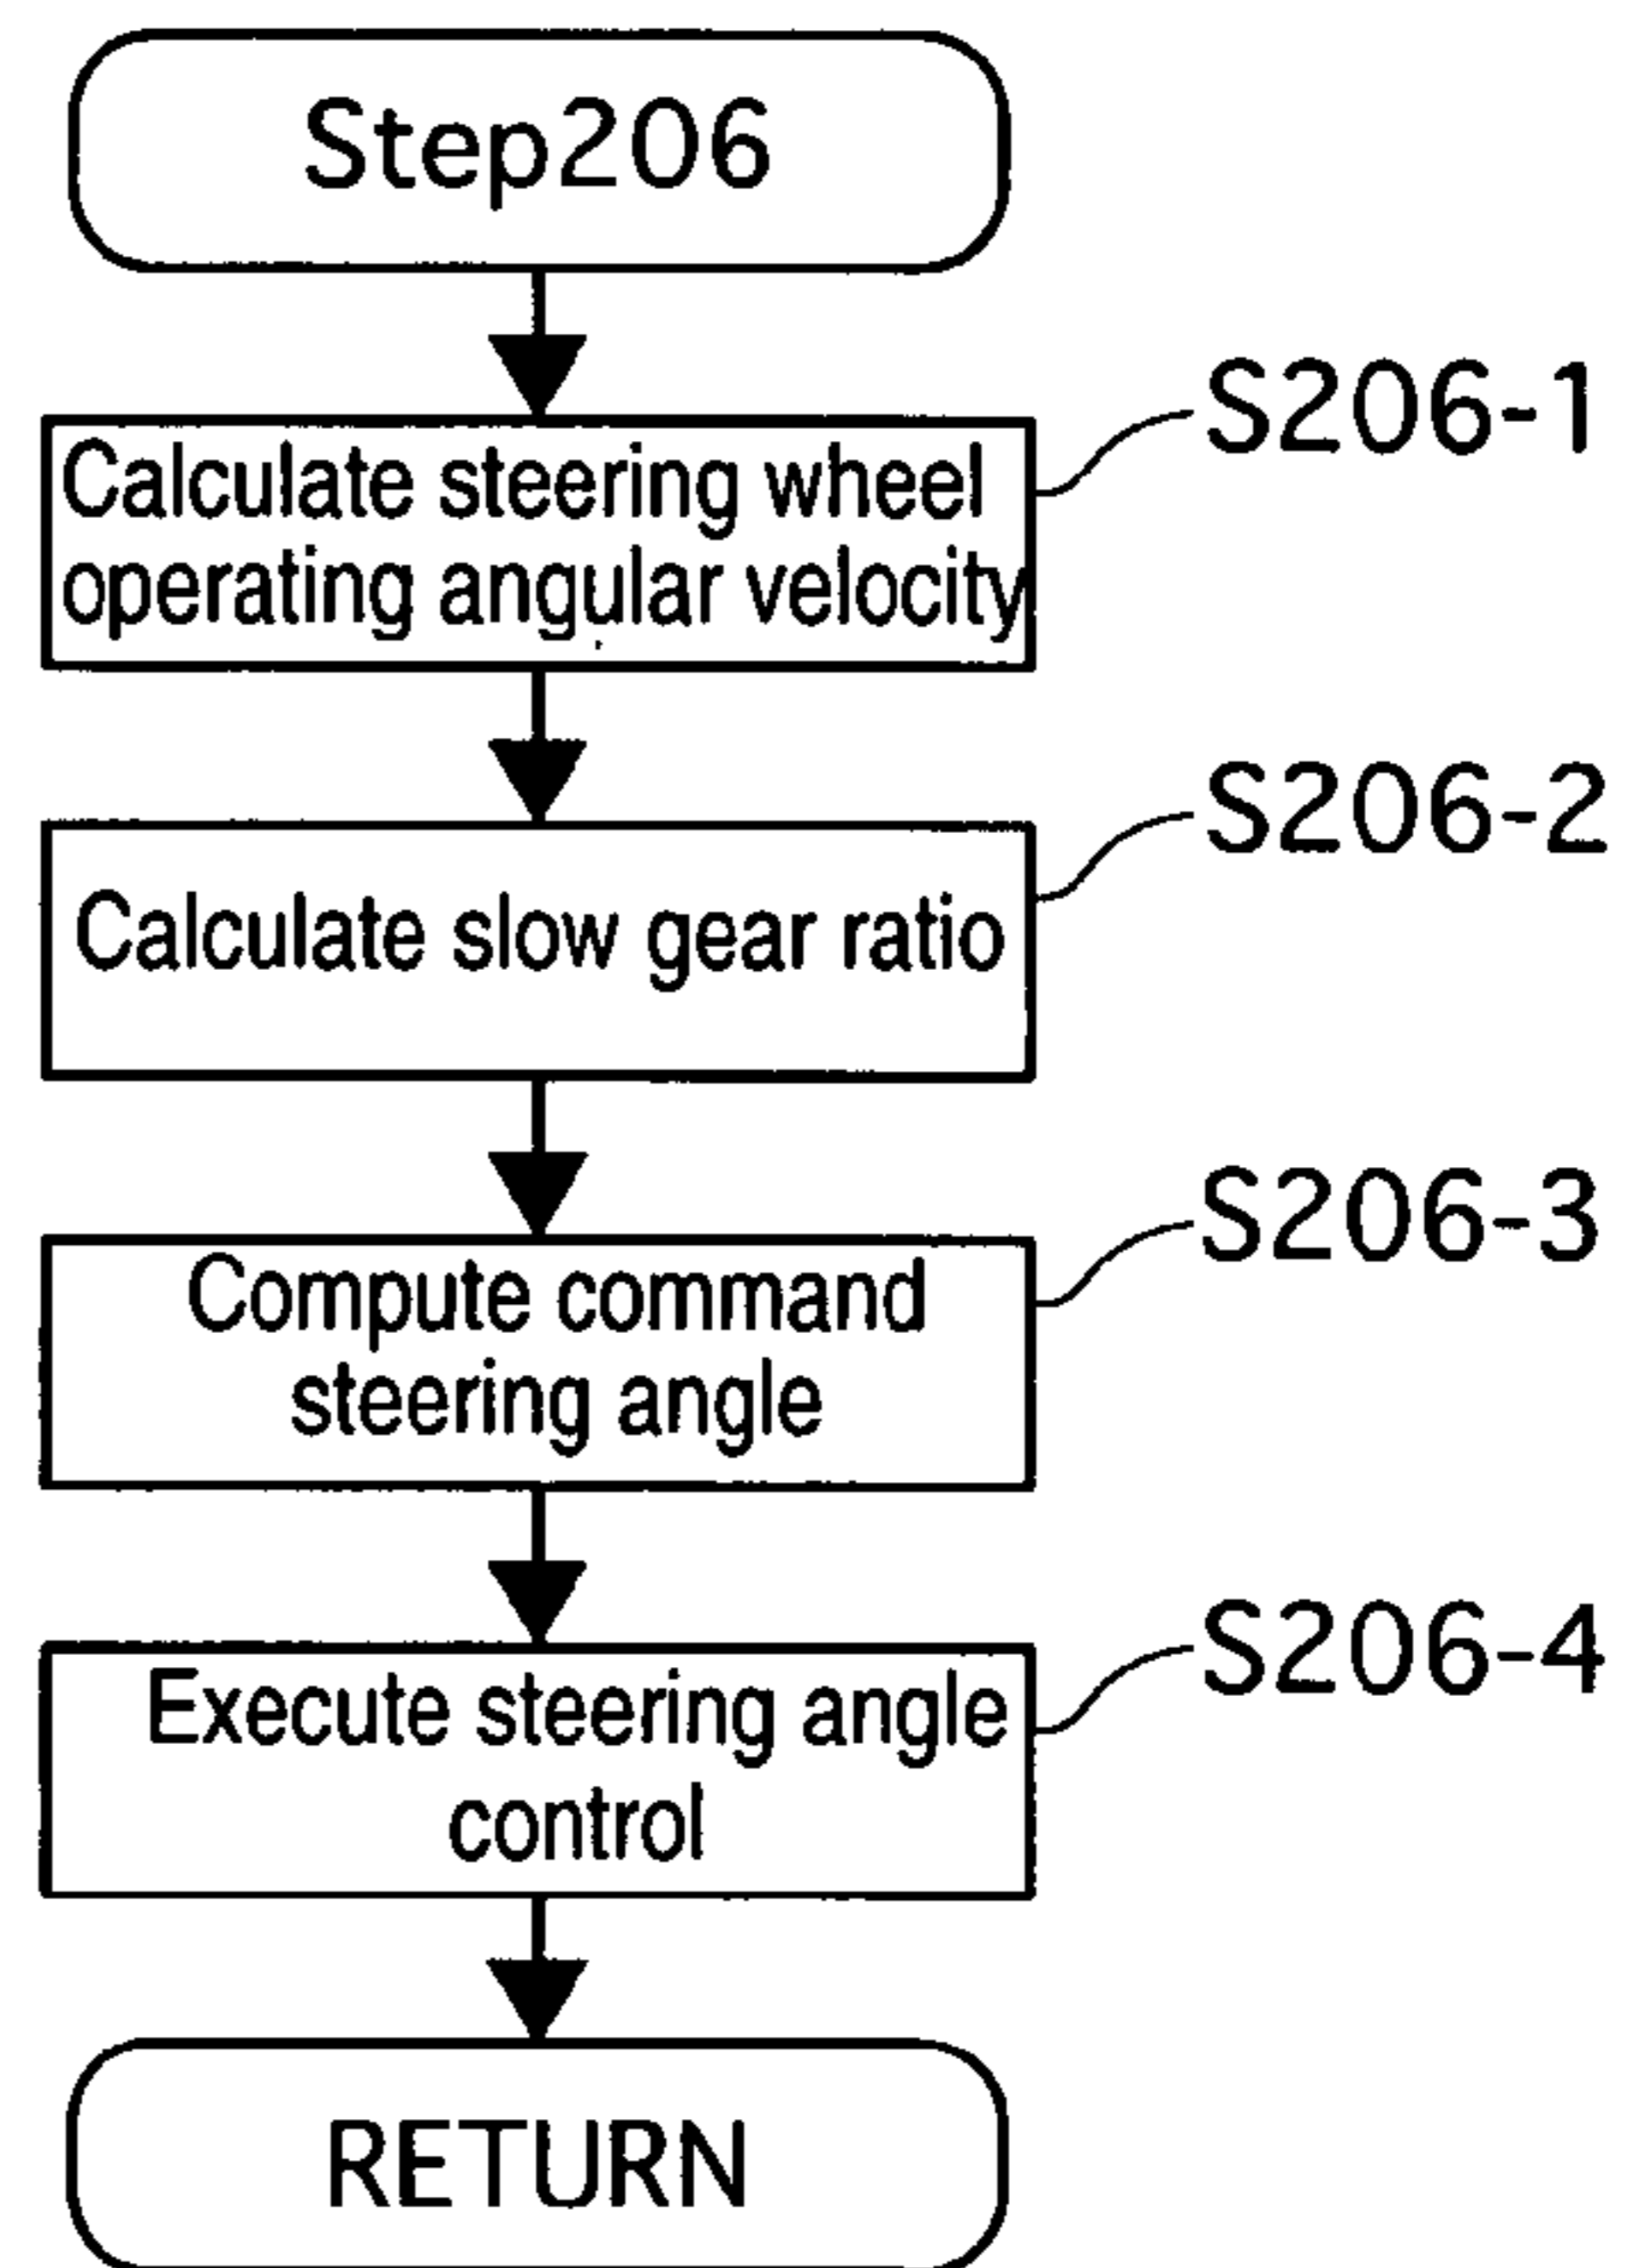 Step206
Calculate steering wheel
operating angular velocity
S206-1
Calculate slow gear ratio
S206-2
Compute command
steering angle
S206-3
Execute steering angle
control
S206-4
RETURN